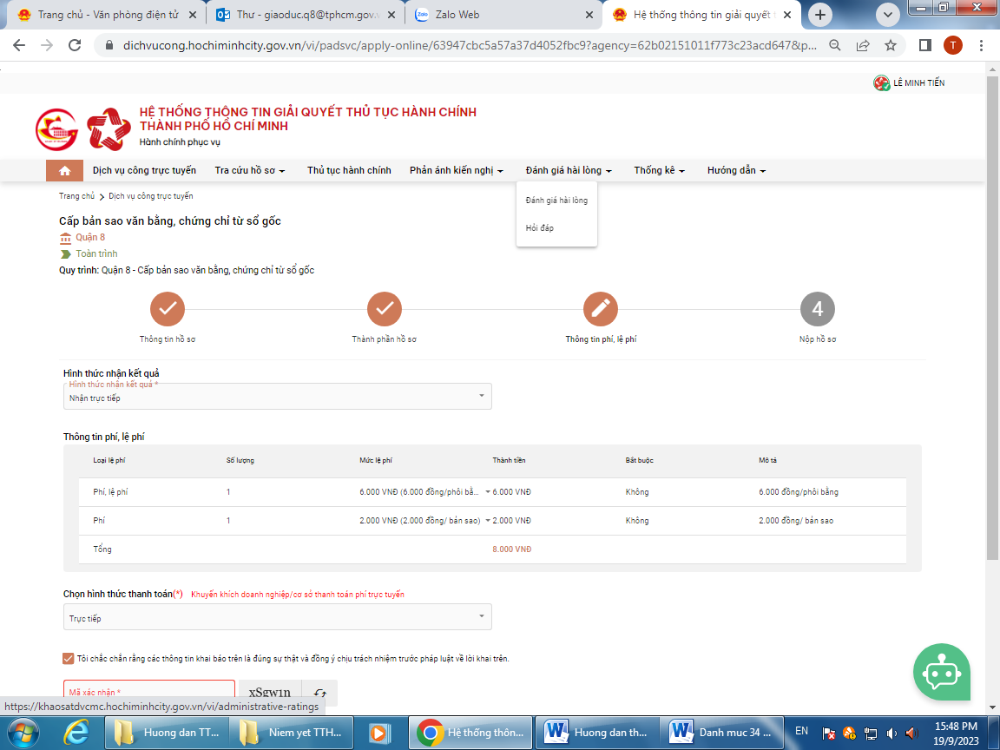 Trang chủ - Văn phòng điện tử
Thư - giaoduc.q8@tphcm.gov.v
Zalo Web
Hệ thống thông tin giải quyết t
dichvucong.hochiminhcity.gov.vn/vi/padsvc/apply-online/63947cbc5a57a37d4052fbc9?agency=62b02151011f773c23acd647&p...
T
LÊ MINH TIẾN
HỆ THỐNG THÔNG TIN GIẢI QUYẾT THỦ TỤC HÀNH CHÍNH
THÀNH PHỐ HỒ CHÍ MINH
Hành chính phục vụ
Dịch vụ công trực tuyến Tra cứu hồ sơ Thủ tục hành chính Phản ánh kiến nghị Đánh giá hài lòng Thống kê Hướng dẫn
Trang chủ > Dịch vụ công trực tuyến
Đánh giá hài lòng
Hỏi đáp
Cấp bản sao văn bằng, chứng chỉ từ sổ gốc
Quận 8
Toàn trình
Quy trình: Quận 8 - Cấp bản sao văn bằng, chứng chỉ từ sổ gốc
4
Thông tin hồ sơ Thành phần hồ sơ Thông tin phí, lệ phí Nộp hồ sơ
Hình thức nhận kết quả
Hình thức nhận kết quả *
Nhận trực tiếp
Thông tin phí, lệ phí
Loại lệ phí Số lượng Mức lệ phí Thành tiền Bắt buộc Mô tả
Phí, lệ phí 1 6.000 VNĐ (6.000 đồng/phôi bằ... 6.000 VNĐ Không 6.000 đồng/phôi bằng
Phí 1 2.000 VNĐ (2.000 đồng/ bản sao) 2.000 VNĐ Không 2.000 đồng/ bản sao
Tổng 8.000 VNĐ
Chọn hình thức thanh toán(*) Khuyến khích doanh nghiệp/cơ sở thanh toán phí trực tuyến
Trực tiếp
Tôi chắc chắn rằng các thông tin khai báo trên là đúng sự thật và đồng ý chịu trách nhiệm trước pháp luật về lời khai trên.
Mã xác nhận * xSgw1n
https://khaosatdvcmc.hochiminhcity.gov.vn/vi/administrative-ratings
Huong dan TT... Niem yet TTH... Hệ thống thôn... Huong dan th... Danh muc 34 ... EN 15:48 PM
19/9/2023